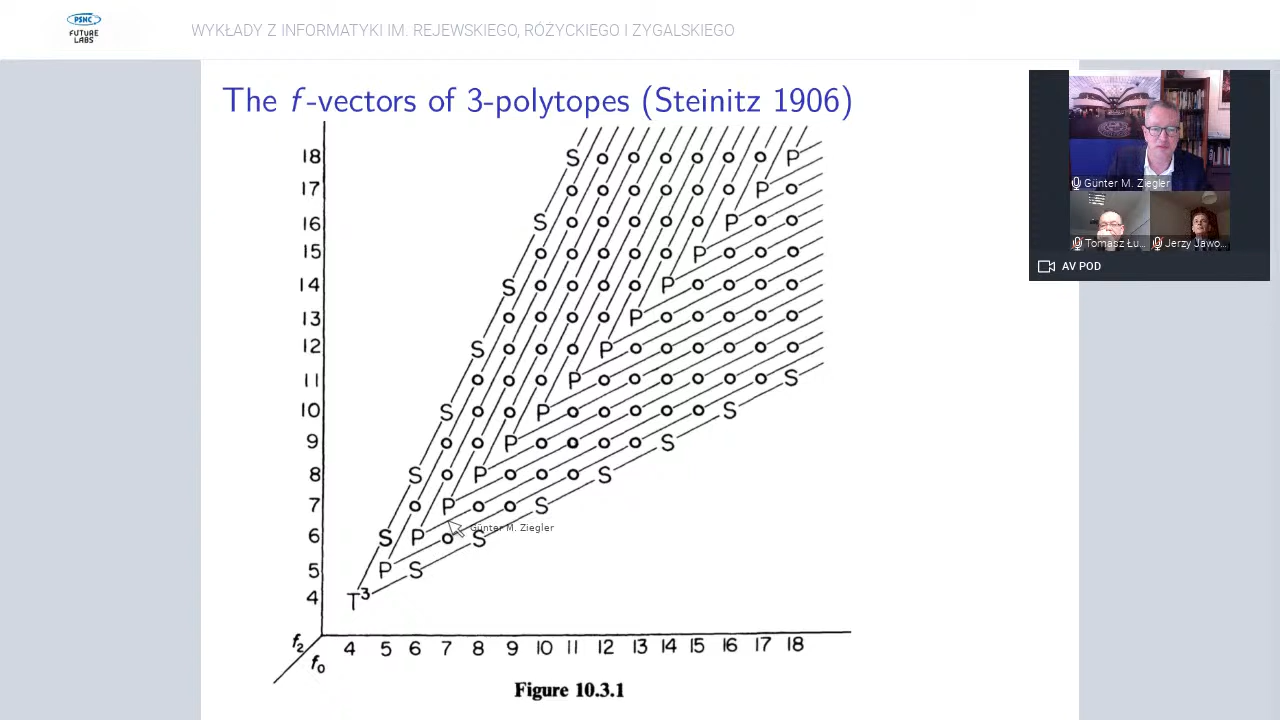 PSNC
FUTURE
LABS
WYKŁADY Z INFORMATYKI IM. REJEWSKIEGO, RÓŻYCKIEGO I ZYGALSKIEGO
The f-vectors of 3-polytopes (Steinitz 1906)
Günter M. Ziegler
Tomasz Łu...
Jerzy Jawo...
AV POD
18 S o o o o o o P
17 o o o o o o P o
16 S o o o o o P o o
15 o o o o o P o o o
14 S o o o o P o o o o
13 o o o o P o o o o o
12 S o o o P o o o o o o
11 o o o P o o o o o o S
10 S o o P o o o o o S
9 o o P o o o o S
8 S o P o o o S
7 o P o o S
Günter M. Ziegler
6 S P o S
5 P S
4 T³
f₂
f₀
4 5 6 7 8 9 10 11 12 13 14 15 16 17 18
Figure 10.3.1